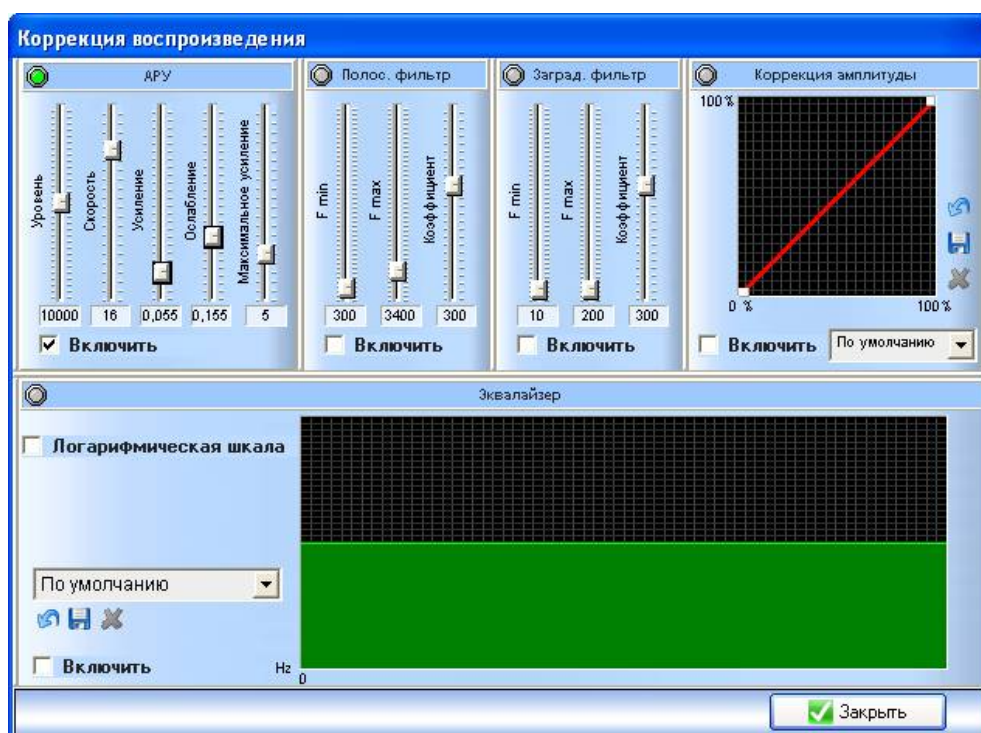 Коррекция воспроизведения
АРУ
Уровень
Скорость
Усиление
Ослабление
Максимальное усиление
10000 16 0,055 0,155 5
Включить
Полос. фильтр
F min
F max
Коэффициент
300 3400 300
Включить
Заград. фильтр
F min
F max
Коэффициент
10 200 300
Включить
Коррекция амплитуды
100 %
0 % 100 %
Включить По умолчанию
Эквалайзер
Логарифмическая шкала
По умолчанию
Включить
Hz
0
Закрыть